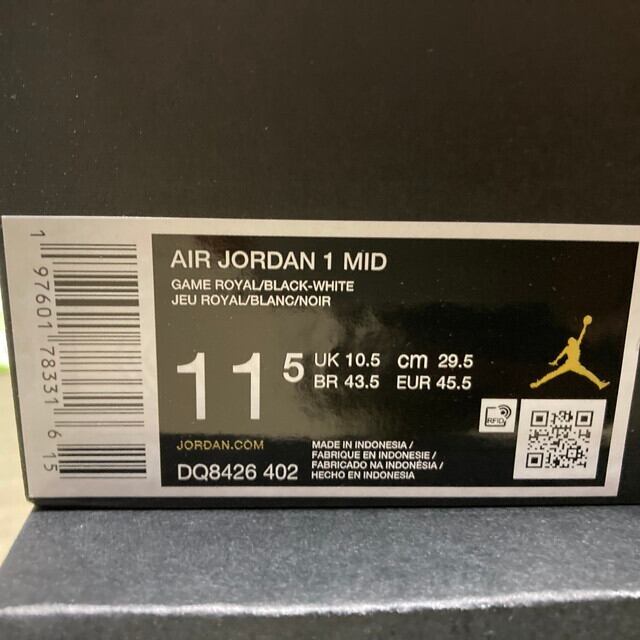 1 97601 78331 6 15
AIR JORDAN 1 MID
GAME ROYAL/BLACK-WHITE
JEU ROYAL/BLANC/NOIR
11 5
UK 10.5 cm 29.5
BR 43.5 EUR 45.5
JORDAN.COM
DQ8426 402
MADE IN INDONESIA /
FABRIQUE EN INDONESIE /
FABRICADO NA INDONÉSIA /
HECHO EN INDONESIA
RFID